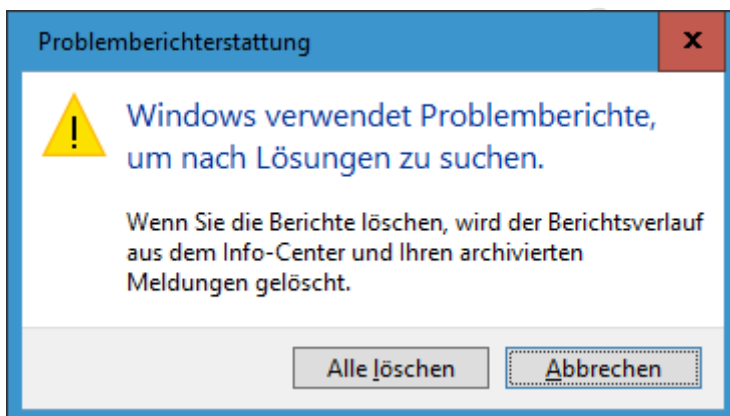 Problemberichterstattung
x
Windows verwendet Problemberichte,
um nach Lösungen zu suchen.
Wenn Sie die Berichte löschen, wird der Berichtsverlauf
aus dem Info-Center und Ihren archivierten
Meldungen gelöscht.
Alle löschen
Abbrechen